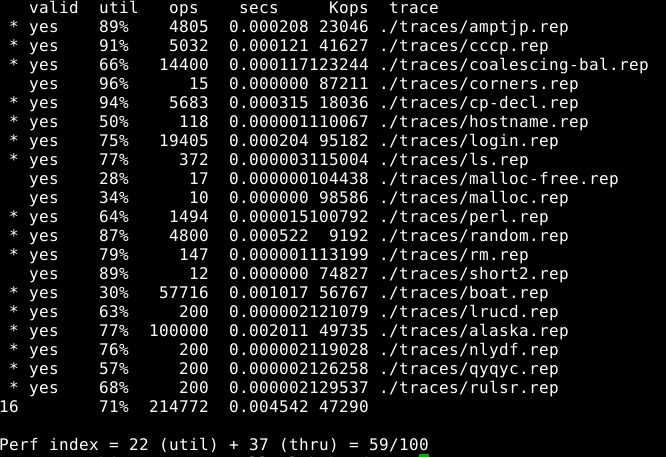 valid util ops secs Kops trace
* yes 89% 4805 0.000208 23046 ./traces/amptjp.rep
* yes 91% 5032 0.000121 41627 ./traces/cccp.rep
* yes 66% 14400 0.000117123244 ./traces/coalescing-bal.rep
yes 96% 15 0.000000 87211 ./traces/corners.rep
* yes 94% 5683 0.000315 18036 ./traces/cp-decl.rep
* yes 50% 118 0.000001110067 ./traces/hostname.rep
* yes 75% 19405 0.000204 95182 ./traces/login.rep
* yes 77% 372 0.000003115004 ./traces/ls.rep
yes 28% 17 0.000000104438 ./traces/malloc-free.rep
yes 34% 10 0.000000 98586 ./traces/malloc.rep
* yes 64% 1494 0.000015100792 ./traces/perl.rep
* yes 87% 4800 0.000522 9192 ./traces/random.rep
* yes 79% 147 0.000001113199 ./traces/rm.rep
yes 89% 12 0.000000 74827 ./traces/short2.rep
* yes 30% 57716 0.001017 56767 ./traces/boat.rep
* yes 63% 200 0.000002121079 ./traces/lrucd.rep
* yes 77% 100000 0.002011 49735 ./traces/alaska.rep
* yes 76% 200 0.000002119028 ./traces/nlydf.rep
* yes 57% 200 0.000002126258 ./traces/qyqyc.rep
* yes 68% 200 0.000002129537 ./traces/rulsr.rep
16 71% 214772 0.004542 47290
Perf index = 22 (util) + 37 (thru) = 59/100